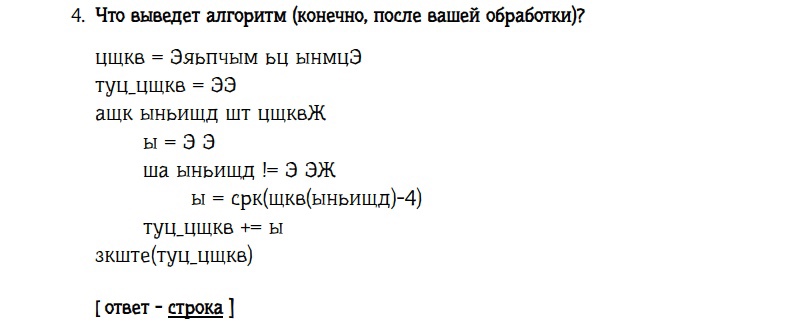 4. Что выведет алгоритм (конечно, после вашей обработки)?
цщкв = Эяьпчым ьц ынмцЭ
туц_цщкв = ЭЭ
ащк ыньищд шт цщквЖ
ы = Э Э
ша ыньищд != Э ЭЖ
ы = срк(щкв(ыньищд)-4)
туц_цщкв += ы
зкште(туц_цщкв)
[ ответ - строка ]